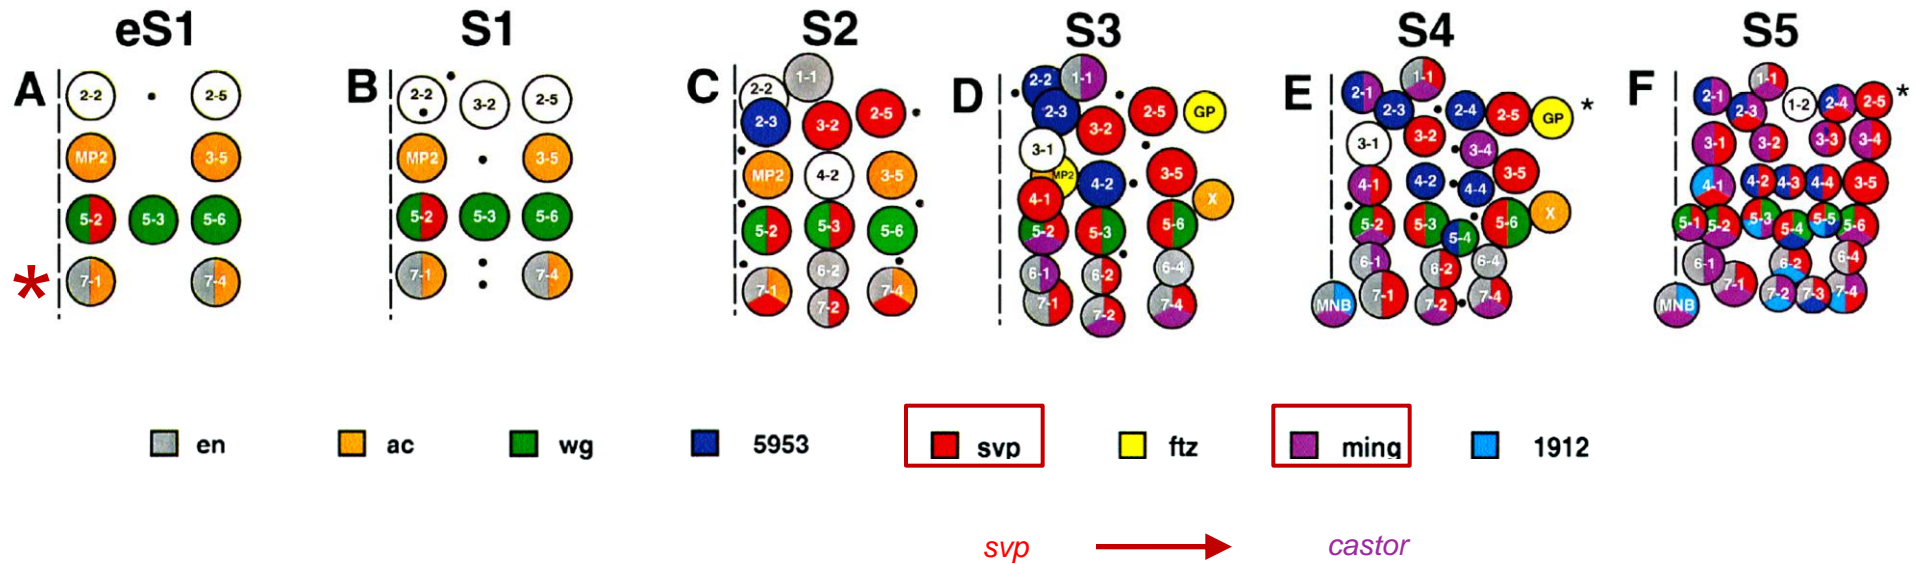 eS1 S1 S2 S3 S4 S5
A
2-2 2-5
MP2 3-5
5-2 5-3 5-6
* 7-1 7-4
B
2-2 3-2 2-5
MP2 3-5
5-2 5-3 5-6
7-1 7-4
C
1-1
2-2
2-3 3-2 2-5
MP2 4-2 3-5
5-2 5-3 5-6
6-2
7-1 7-2 7-4
D
2-2 1-1
2-3 3-2 2-5 GP
3-1
MP2 4-2 3-5
4-1 X
5-2 5-3 5-6
6-1 6-2 6-4
7-1 7-2 7-4
E
2-1 1-1
2-3 2-4 2-5 GP *
3-1 3-2 3-4
4-1 4-2 4-4 3-5
X
5-2 5-3 5-4 5-6
6-1 6-2 6-4
MNB 7-1 7-2 7-4
F
1-1
2-1 2-3 1-2 2-4 2-5 *
3-1 3-2 3-3 3-4
4-1 4-2 4-3 4-4 3-5
5-1 5-2 5-3 5-4 5-5 5-6
6-1 6-2 6-4
MNB 7-1 7-2 7-3 7-4
en ac wg 5953 svp ftz ming 1912
svp castor